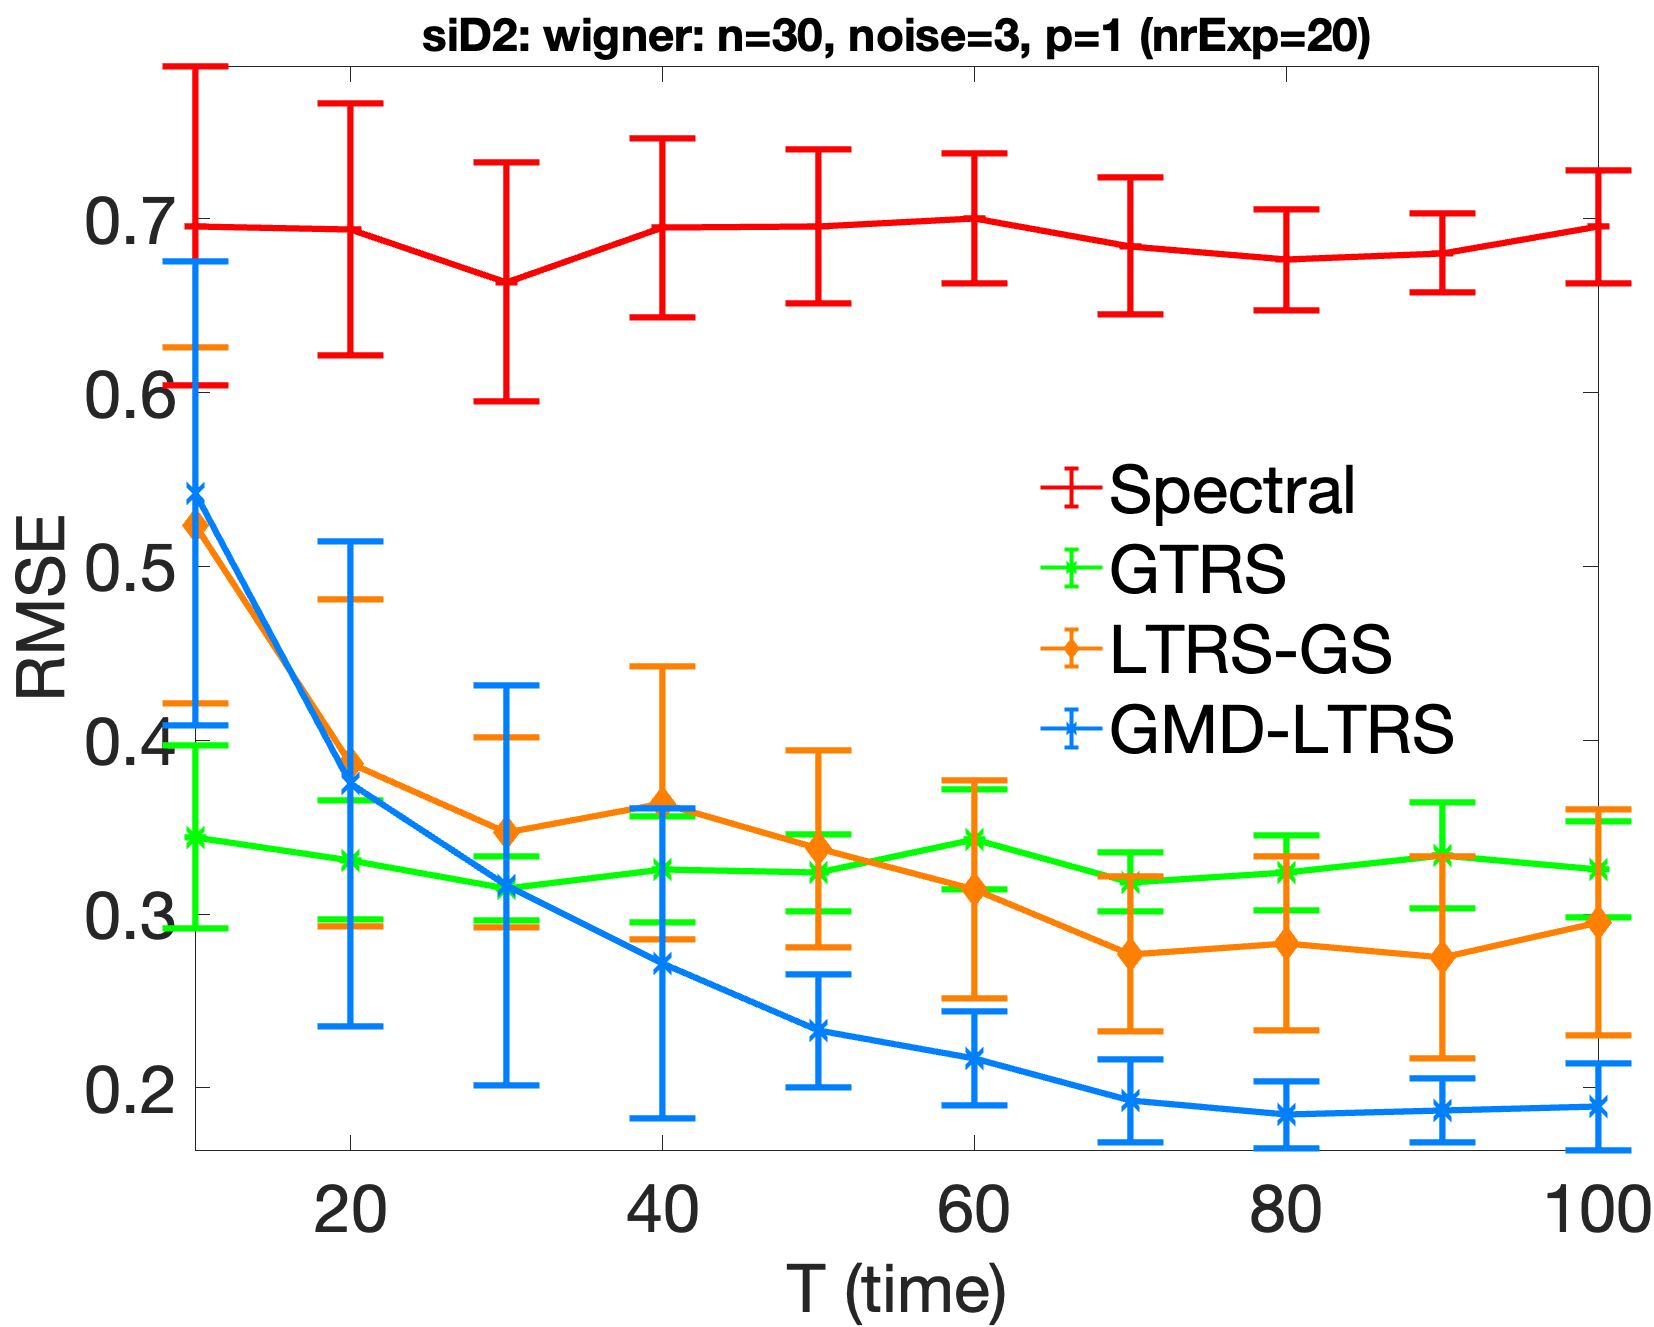 siD2: wigner: n=30, noise=3, p=1 (nrExp=20)
RMSE
0.7
0.6
0.5
0.4
0.3
0.2
Spectral
GTRS
LTRS-GS
GMD-LTRS
20 40 60 80 100
T (time)